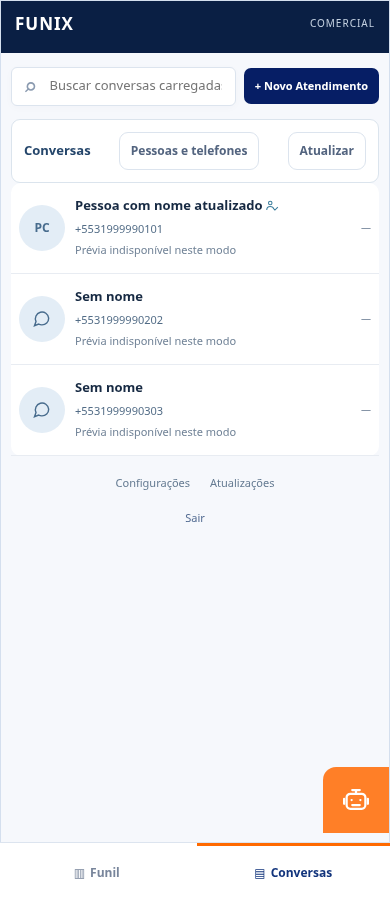 FUNIX
COMERCIAL
Buscar conversas carregada
+ Novo Atendimento
Conversas
Pessoas e telefones
Atualizar
PC
Pessoa com nome atualizado
+5531999990101
Prévia indisponível neste modo
—
Sem nome
+5531999990202
Prévia indisponível neste modo
—
Sem nome
+5531999990303
Prévia indisponível neste modo
—
Configurações
Atualizações
Sair
Funil
Conversas